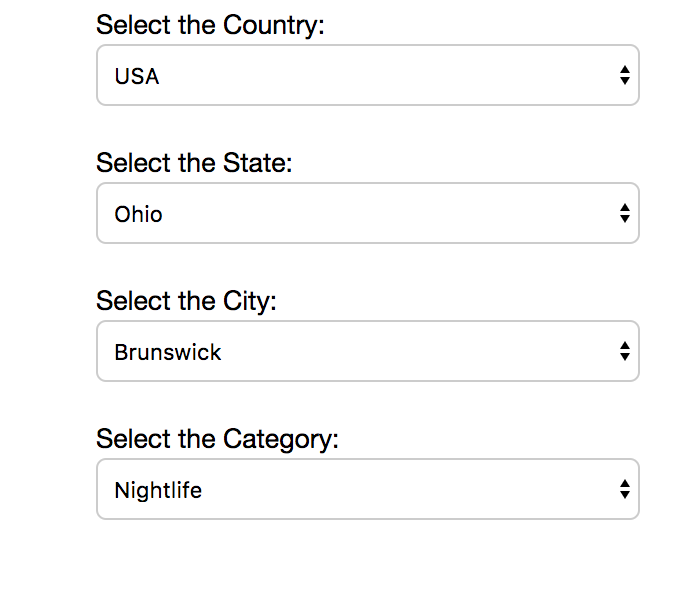 Select the Country:
USA
Select the State:
Ohio
Select the City:
Brunswick
Select the Category:
Nightlife